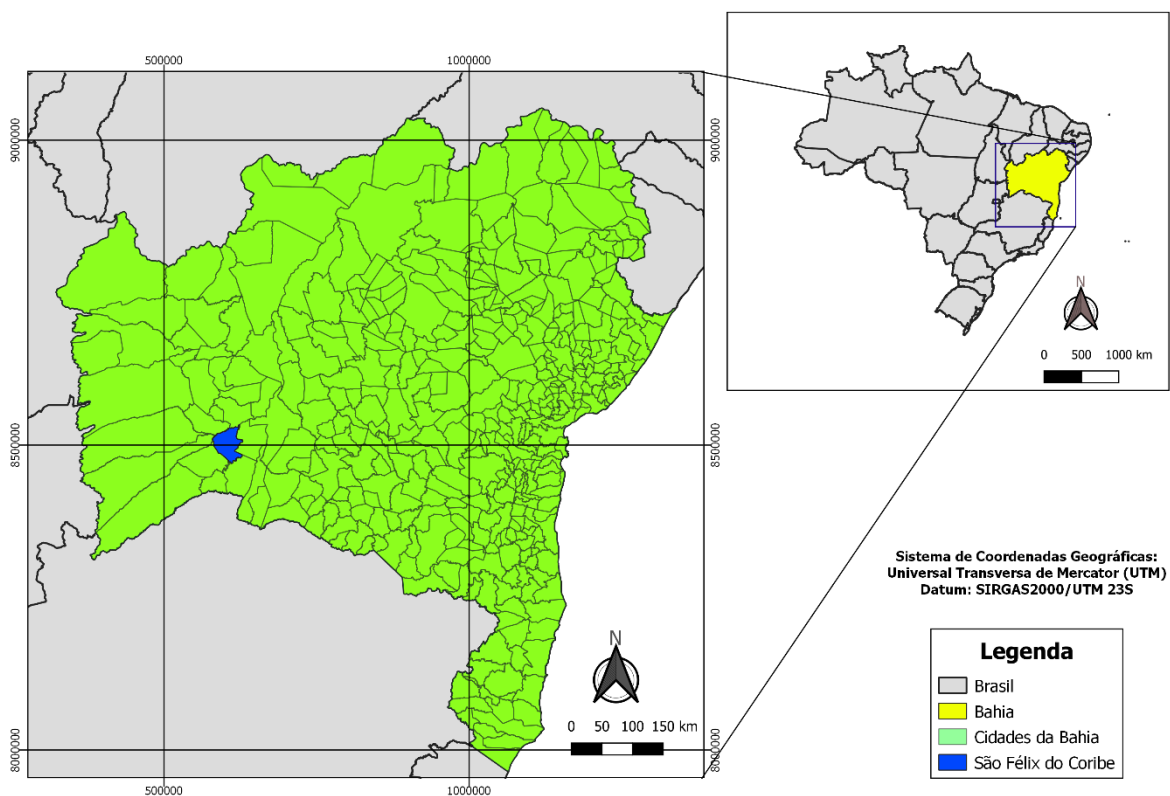 500000
1000000
9000000
9000000
8500000
8500000
8000000
8000000
500000
1000000
N
0 50 100 150 km
N
0 500 1000 km
Sistema de Coordenadas Geográficas:
Universal Transversa de Mercator (UTM)
Datum: SIRGAS2000/UTM 23S
Legenda
Brasil
Bahia
Cidades da Bahia
São Félix do Coribe